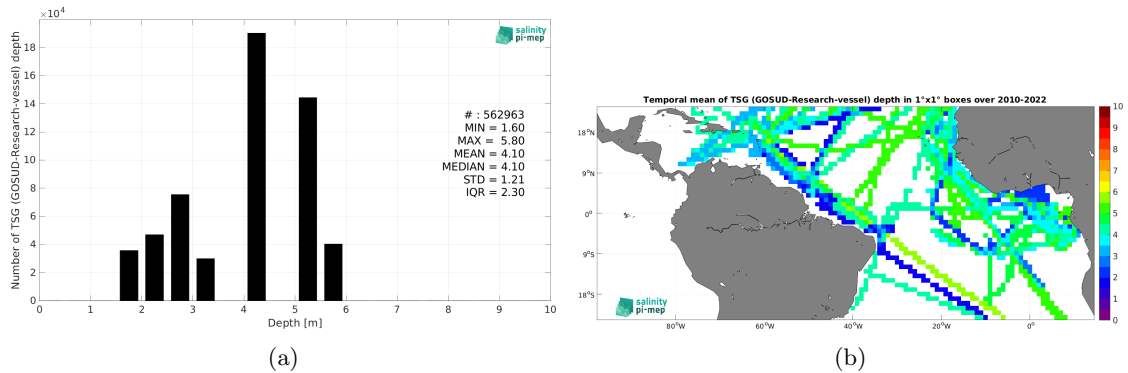 ×10⁴
18
16
14
12
10
8
6
4
2
0
Number of TSG (GOSUD-Research-vessel) depth
0 1 2 3 4 5 6 7 8 9 10
Depth [m]
salinity
pi-mep
# : 562963
MIN = 1.60
MAX = 5.80
MEAN = 4.10
MEDIAN = 4.10
STD = 1.21
IQR = 2.30
(a)
Temporal mean of TSG (GOSUD-Research-vessel) depth in 1°x1° boxes over 2010-2022
18°N
9°N
0°
9°S
18°S
80°W 60°W 40°W 20°W 0°
salinity
pi-mep
10
9
8
7
6
5
4
3
2
1
0
(b)